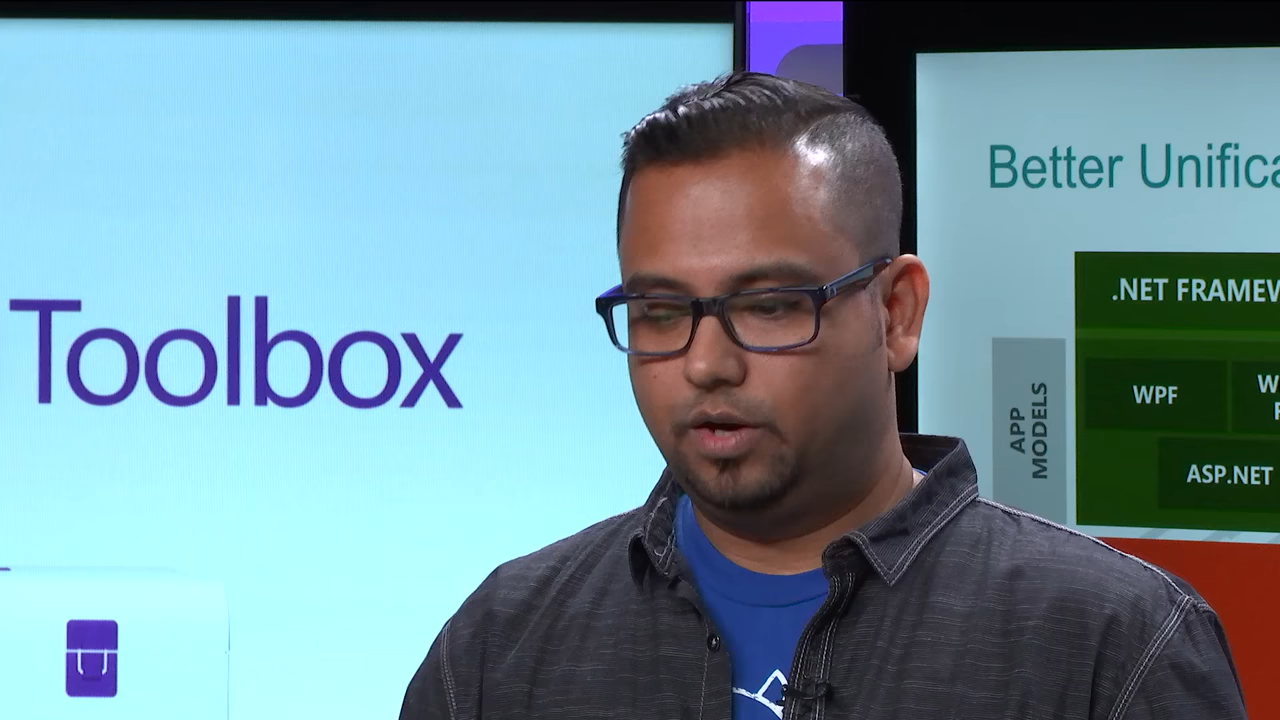 Toolbox
Better Unifica
.NET FRAMEW
APP
MODELS
WPF
W
F
ASP.NET